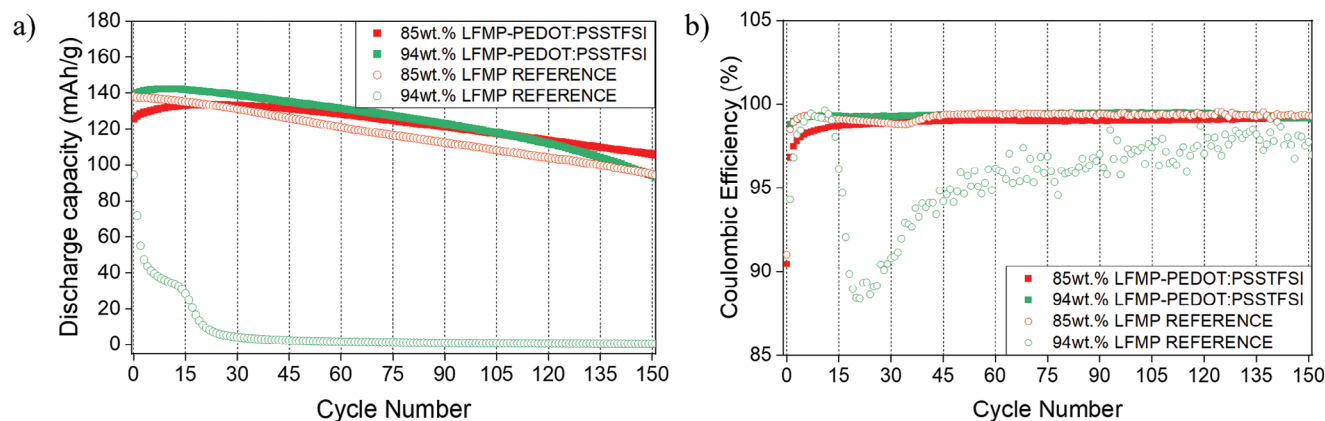 a)
180
160
140
120
100
80
60
40
20
0
Discharge capacity (mAh/g)
85wt.% LFMP-PEDOT:PSSTFSI
94wt.% LFMP-PEDOT:PSSTFSI
85wt.% LFMP REFERENCE
94wt.% LFMP REFERENCE
0 15 30 45 60 75 90 105 120 135 150
Cycle Number
b)
105
100
95
90
85
Coulombic Efficiency (%)
85wt.% LFMP-PEDOT:PSSTFSI
94wt.% LFMP-PEDOT:PSSTFSI
85wt.% LFMP REFERENCE
94wt.% LFMP REFERENCE
0 15 30 45 60 75 90 105 120 135 150
Cycle Number